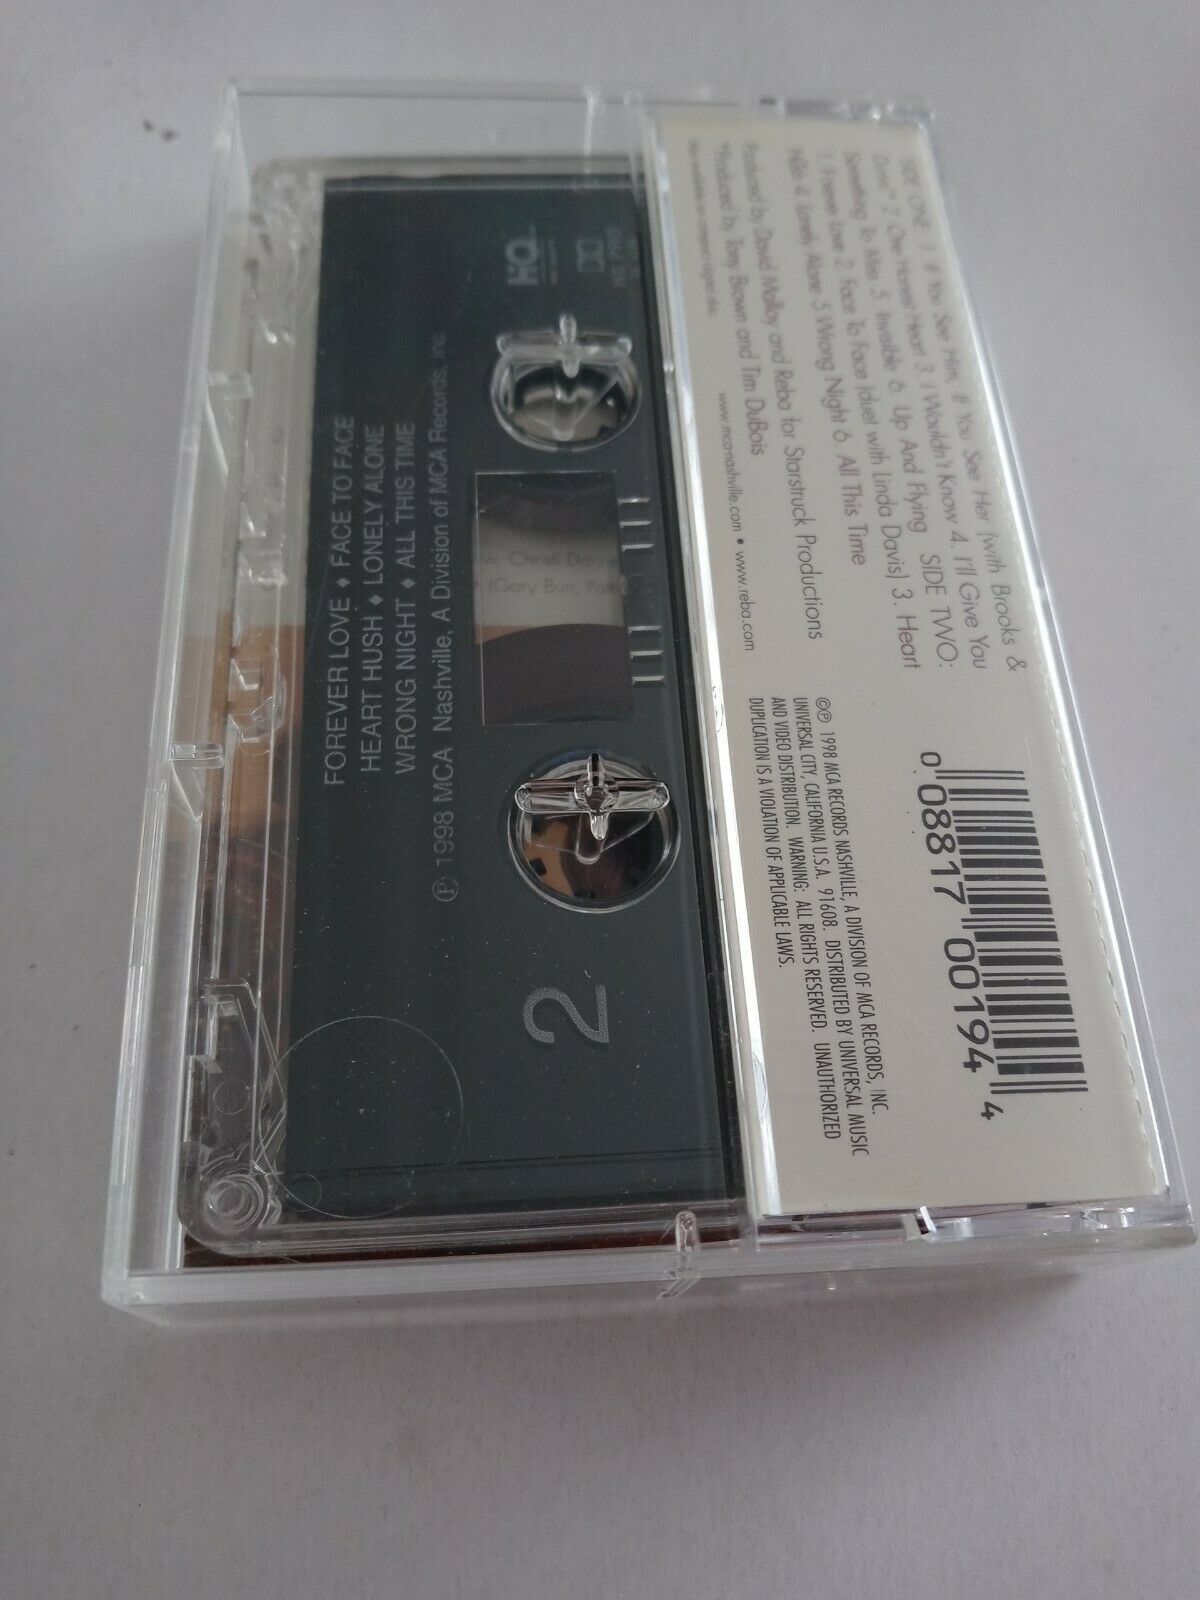 SIDE ONE: 1. If You See Him, If You See Her (with Brooks &
Dunn)* 2. One Honest Heart 3. I Wouldn't Know 4. I'll Give You
Something To Miss 5. Invisible 6. Up And Flying SIDE TWO:
1. Forever Love 2. Face To Face (duet with Linda Davis) 3. Heart
Hush 4. Lonely Alone 5. Wrong Night 6. All This Time
Produced by David Malloy and Reba for Starstruck Productions
*Produced by Tony Brown and Tim DuBois
www.mca-nashville.com • www.reba.com
©℗ 1998 MCA RECORDS NASHVILLE, A DIVISION OF MCA RECORDS, INC.
UNIVERSAL CITY, CALIFORNIA U.S.A. 91608. DISTRIBUTED BY UNIVERSAL MUSIC
AND VIDEO DISTRIBUTION. WARNING: ALL RIGHTS RESERVED. UNAUTHORIZED
DUPLICATION IS A VIOLATION OF APPLICABLE LAWS.
0 08817 00194 4
HQ
2
(Gary Burr,
℗ 1998 MCA Nashville, A Division of MCA Records, Inc
FOREVER LOVE ♦ FACE TO FACE
HEART HUSH ♦ LONELY ALONE
WRONG NIGHT ♦ ALL THIS TIME